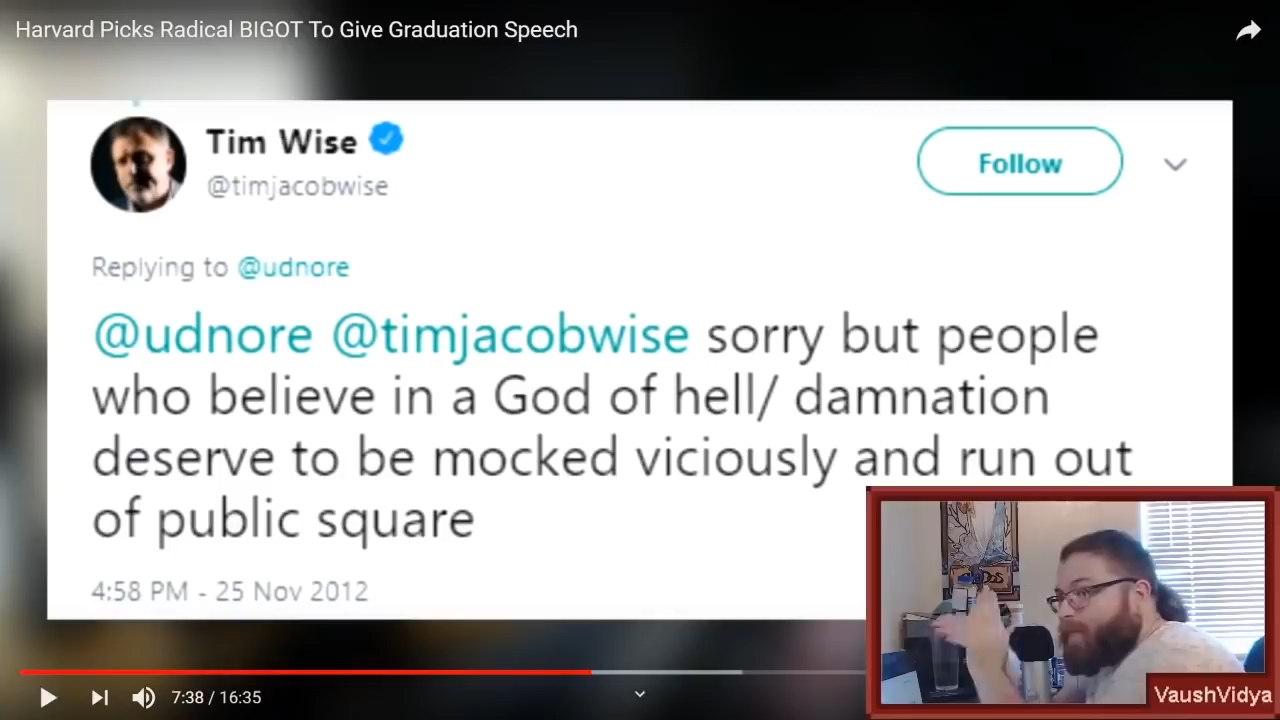 Harvard Picks Radical BIGOT To Give Graduation Speech
Tim Wise
@timjacobwise
Follow
Replying to @udnore
@udnore @timjacobwise sorry but people
who believe in a God of hell/ damnation
deserve to be mocked viciously and run out
of public square
4:58 PM - 25 Nov 2012
7:38 / 16:35
VaushVidya